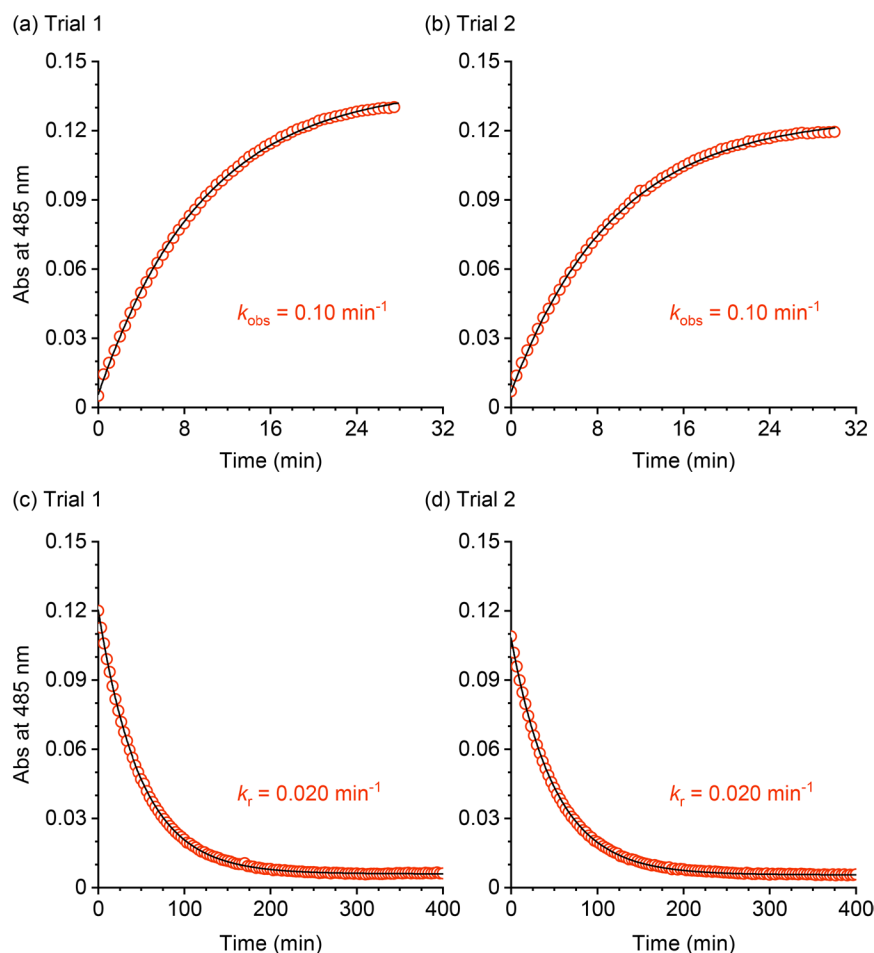 (a) Trial 1
(b) Trial 2
0.15
0.12
0.09
0.06
0.03
0
Abs at 485 nm
k_obs = 0.10 min⁻¹
0 8 16 24 32
Time (min)
0.15
0.12
0.09
0.06
0.03
0
k_obs = 0.10 min⁻¹
0 8 16 24 32
Time (min)
(c) Trial 1
(d) Trial 2
0.15
0.12
0.09
0.06
0.03
0
Abs at 485 nm
k_r = 0.020 min⁻¹
0 100 200 300 400
Time (min)
0.15
0.12
0.09
0.06
0.03
0
k_r = 0.020 min⁻¹
0 100 200 300 400
Time (min)